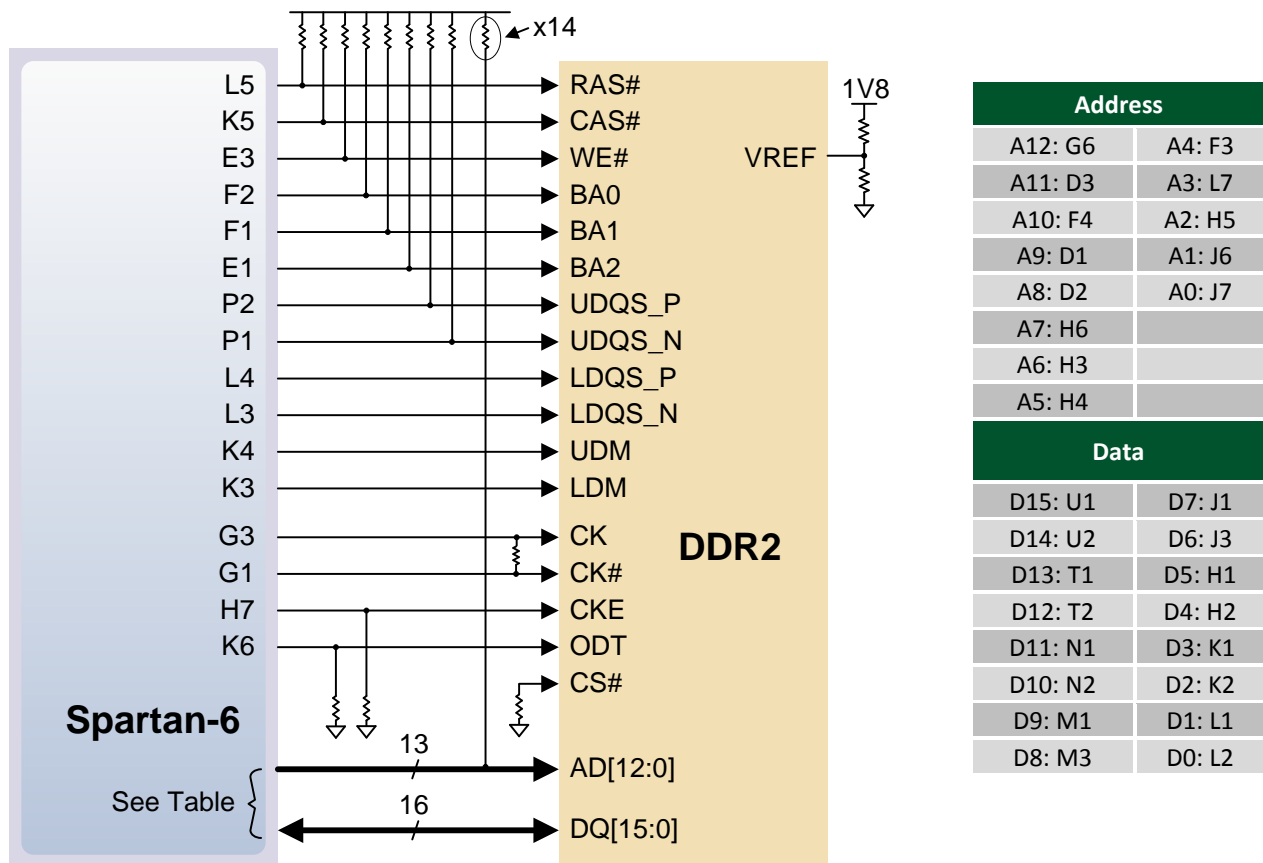 x14
L5 RAS#
K5 CAS#
E3 WE#
F2 BA0
F1 BA1
E1 BA2
P2 UDQS_P
P1 UDQS_N
L4 LDQS_P
L3 LDQS_N
K4 UDM
K3 LDM
G3 CK
G1 CK#
H7 CKE
K6 ODT
CS#
1V8
VREF
DDR2
Spartan-6
13
AD[12:0]
See Table
16
DQ[15:0]
Address
A12: G6 A4: F3
A11: D3 A3: L7
A10: F4 A2: H5
A9: D1 A1: J6
A8: D2 A0: J7
A7: H6
A6: H3
A5: H4
Data
D15: U1 D7: J1
D14: U2 D6: J3
D13: T1 D5: H1
D12: T2 D4: H2
D11: N1 D3: K1
D10: N2 D2: K2
D9: M1 D1: L1
D8: M3 D0: L2